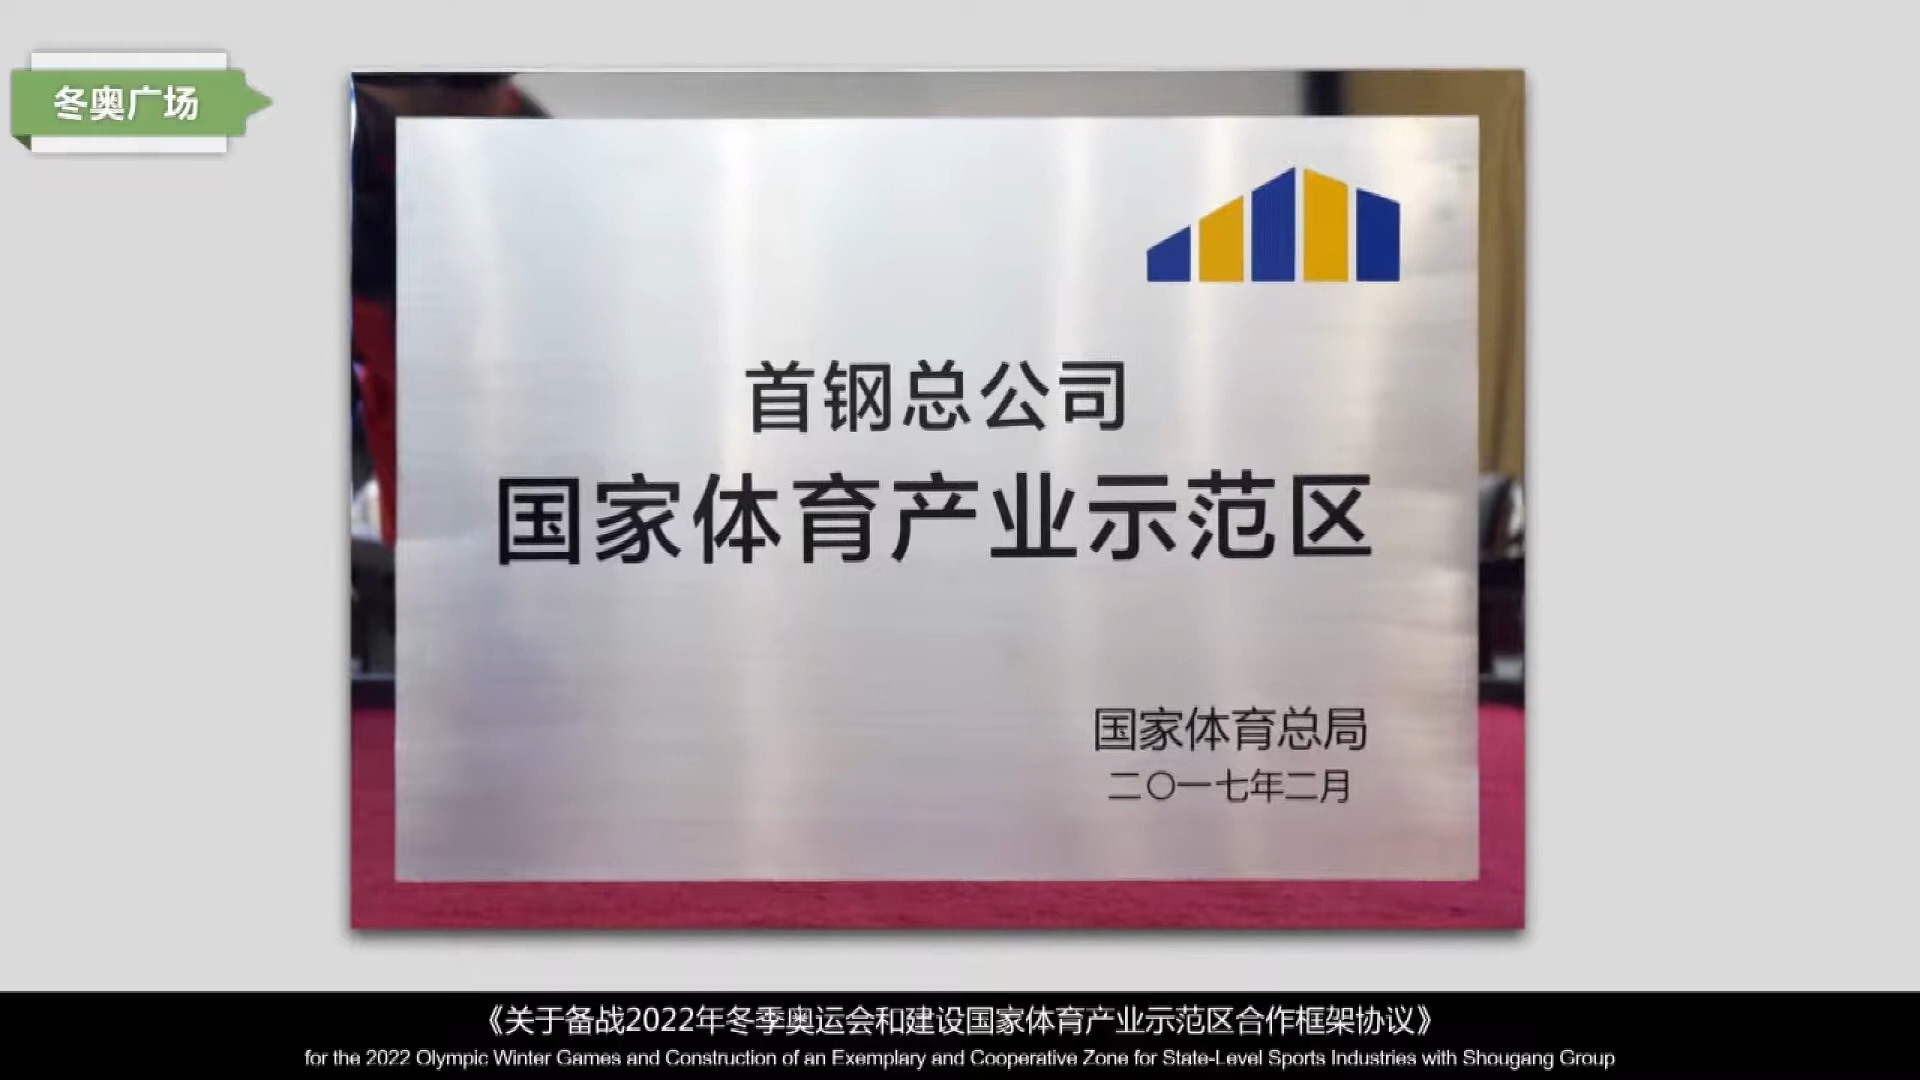 冬奥广场
首钢总公司
国家体育产业示范区
国家体育总局
二〇一七年二月
《关于备战2022年冬季奥运会和建设国家体育产业示范区合作框架协议》
for the 2022 Olympic Winter Games and Construction of an Exemplary and Cooperative Zone for State-Level Sports Industries with Shougang Group